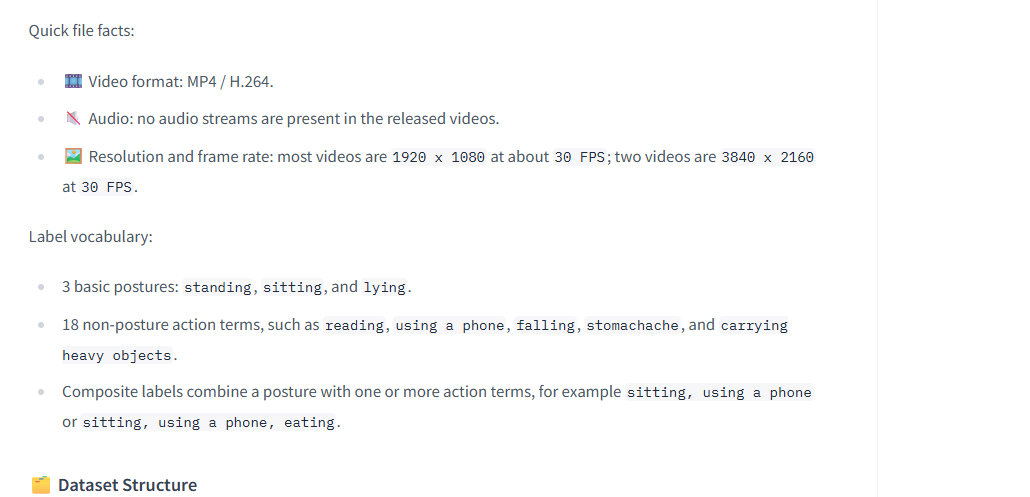 Quick file facts:
🎞️ Video format: MP4 / H.264.
🔇 Audio: no audio streams are present in the released videos.
🖼️ Resolution and frame rate: most videos are 1920 x 1080 at about 30 FPS; two videos are 3840 x 2160
at 30 FPS.
Label vocabulary:
3 basic postures: standing, sitting, and lying.
18 non-posture action terms, such as reading, using a phone, falling, stomachache, and carrying
heavy objects.
Composite labels combine a posture with one or more action terms, for example sitting, using a phone
or sitting, using a phone, eating.
🗂️ Dataset Structure